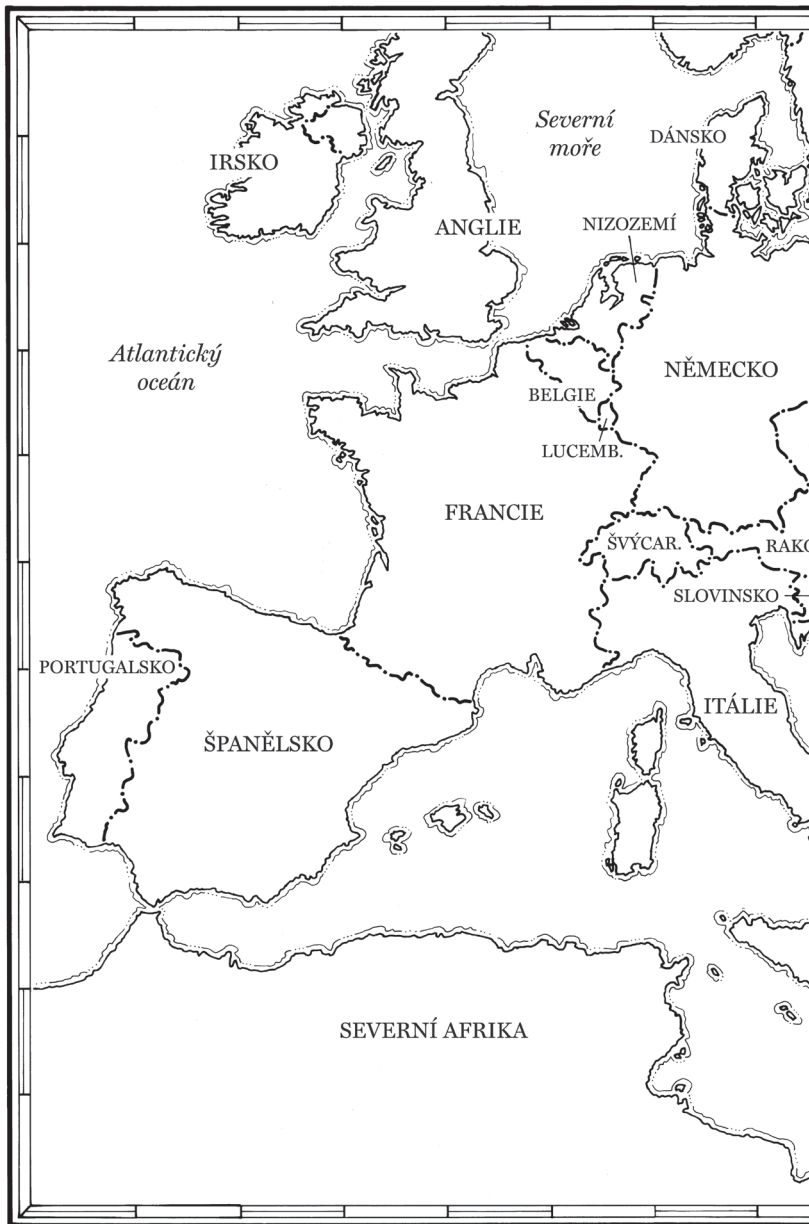 Severní
moře
DÁNSKO
IRSKO
ANGLIE
NIZOZEMÍ
Atlantický
oceán
NĚMECKO
BELGIE
LUCEMB.
FRANCIE
ŠVÝCAR.
RAKO
SLOVINSKO
PORTUGALSKO
ITÁLIE
ŠPANĚLSKO
SEVERNÍ AFRIKA